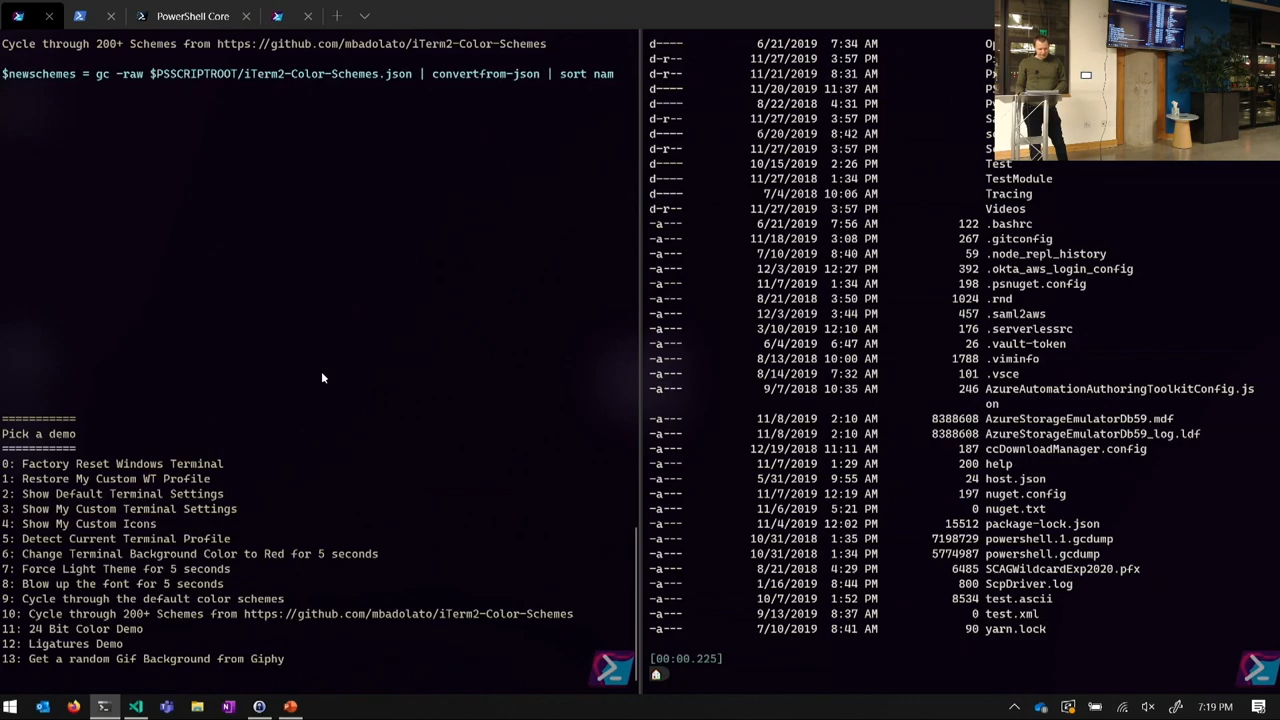 PowerShell Core
Cycle through 200+ Schemes from https://github.com/mbadolato/iTerm2-Color-Schemes
$newschemes = gc -raw $PSSCRIPTROOT/iTerm2-Color-Schemes.json | convertfrom-json | sort nam
===========
Pick a demo
===========
0: Factory Reset Windows Terminal
1: Restore My Custom WT Profile
2: Show Default Terminal Settings
3: Show My Custom Terminal Settings
4: Show My Custom Icons
5: Detect Current Terminal Profile
6: Change Terminal Background Color to Red for 5 seconds
7: Force Light Theme for 5 seconds
8: Blow up the font for 5 seconds
9: Cycle through the default color schemes
10: Cycle through 200+ Schemes from https://github.com/mbadolato/iTerm2-Color-Schemes
11: 24 Bit Color Demo
12: Ligatures Demo
13: Get a random Gif Background from Giphy
d---- 6/21/2019 7:34 AM
d-r-- 11/27/2019 3:57 PM
d-r-- 11/21/2019 8:31 AM
d---- 11/20/2019 11:37 AM
d---- 8/22/2018 4:31 PM
d-r-- 11/27/2019 3:57 PM
d---- 6/20/2019 8:42 AM
d-r-- 11/27/2019 3:57 PM
d---- 10/15/2019 2:26 PM Test
d---- 11/27/2018 1:34 PM TestModule
d---- 7/4/2018 10:06 AM Tracing
d-r-- 11/27/2019 3:57 PM Videos
-a--- 6/21/2019 7:56 AM 122 .bashrc
-a--- 11/18/2019 3:08 PM 267 .gitconfig
-a--- 7/10/2019 8:40 AM 59 .node_repl_history
-a--- 12/3/2019 12:27 PM 392 .okta_aws_login_config
-a--- 11/7/2019 1:34 PM 198 .psnuget.config
-a--- 8/21/2018 3:50 PM 1024 .rnd
-a--- 12/3/2019 3:44 PM 457 .saml2aws
-a--- 3/10/2019 12:10 AM 176 .serverlessrc
-a--- 6/4/2019 6:47 AM 26 .vault-token
-a--- 8/13/2018 10:00 AM 1788 .viminfo
-a--- 8/14/2019 7:32 AM 101 .vsce
-a--- 9/7/2018 10:35 AM 246 AzureAutomationAuthoringToolkitConfig.js
on
-a--- 11/8/2019 2:10 AM 8388608 AzureStorageEmulatorDb59.mdf
-a--- 11/8/2019 2:10 AM 8388608 AzureStorageEmulatorDb59_log.ldf
-a--- 12/19/2018 11:11 AM 187 ccDownloadManager.config
-a--- 11/7/2019 1:29 AM 200 help
-a--- 5/31/2019 9:55 AM 24 host.json
-a--- 11/7/2019 12:19 AM 197 nuget.config
-a--- 11/6/2019 5:21 PM 0 nuget.txt
-a--- 11/4/2019 12:02 PM 15512 package-lock.json
-a--- 10/31/2019 1:35 PM 7198729 powershell.1.gcdump
-a--- 10/31/2019 1:34 PM 5774987 powershell.gcdump
-a--- 8/21/2018 4:29 PM 6485 SCAGWildcardExp2020.pfx
-a--- 1/16/2019 8:44 PM 800 ScpDriver.log
-a--- 10/7/2019 1:52 PM 8534 test.ascii
-a--- 9/13/2019 8:37 AM 0 test.xml
-a--- 7/10/2019 8:41 AM 90 yarn.lock
[00:00.225]
7:19 PM